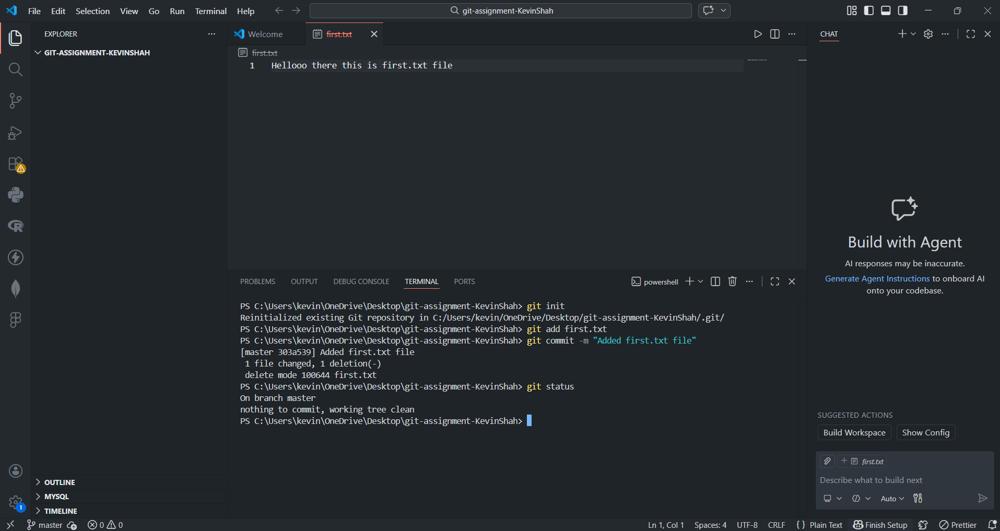 File Edit Selection View Go Run Terminal Help
git-assignment-KevinShah
EXPLORER
GIT-ASSIGNMENT-KEVINSHAH
OUTLINE
MYSQL
TIMELINE
Welcome
first.txt
first.txt
1 Hellooo there this is first.txt file
PROBLEMS OUTPUT DEBUG CONSOLE TERMINAL PORTS
powershell
PS C:\Users\kevin\OneDrive\Desktop\git-assignment-KevinShah> git init
Reinitialized existing Git repository in C:/Users/kevin/OneDrive/Desktop/git-assignment-KevinShah/.git/
PS C:\Users\kevin\OneDrive\Desktop\git-assignment-KevinShah> git add first.txt
PS C:\Users\kevin\OneDrive\Desktop\git-assignment-KevinShah> git commit -m "Added first.txt file"
[master 303a539] Added first.txt file
1 file changed, 1 deletion(-)
delete mode 100644 first.txt
PS C:\Users\kevin\OneDrive\Desktop\git-assignment-KevinShah> git status
On branch master
nothing to commit, working tree clean
PS C:\Users\kevin\OneDrive\Desktop\git-assignment-KevinShah>
CHAT
Build with Agent
AI responses may be inaccurate.
Generate Agent Instructions to onboard AI
onto your codebase.
SUGGESTED ACTIONS
Build Workspace
Show Config
first.txt
Describe what to build next
Auto
1
master
0 0
Ln 1, Col 1
Spaces: 4
UTF-8
CRLF
{ } Plain Text
Finish Setup
Prettier